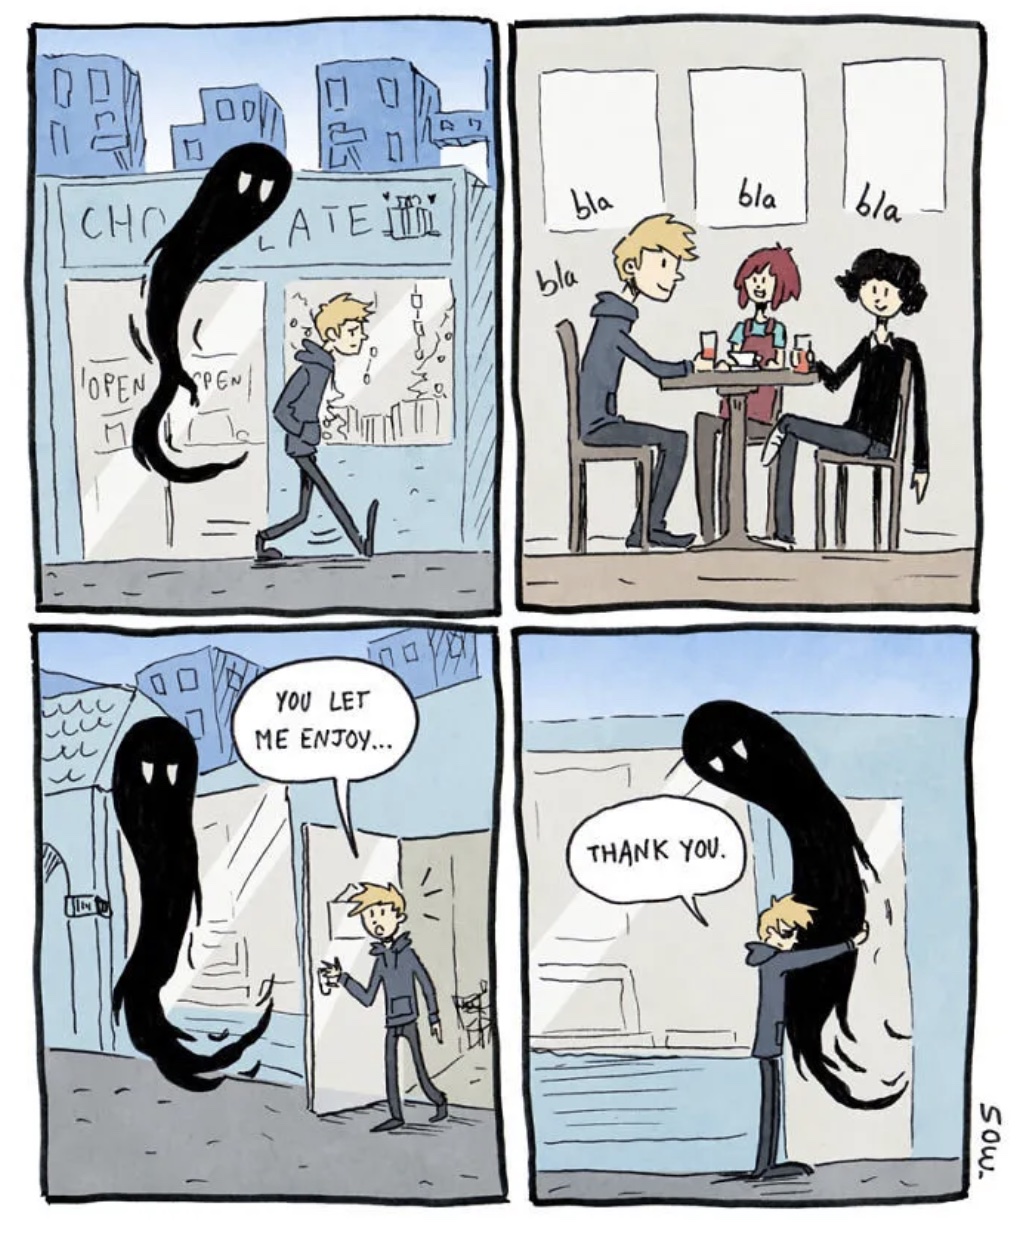 CHO LATE
OPEN
OPEN
bla
bla
bla
bla
YOU LET
ME ENJOY...
THANK YOU.
SOW.